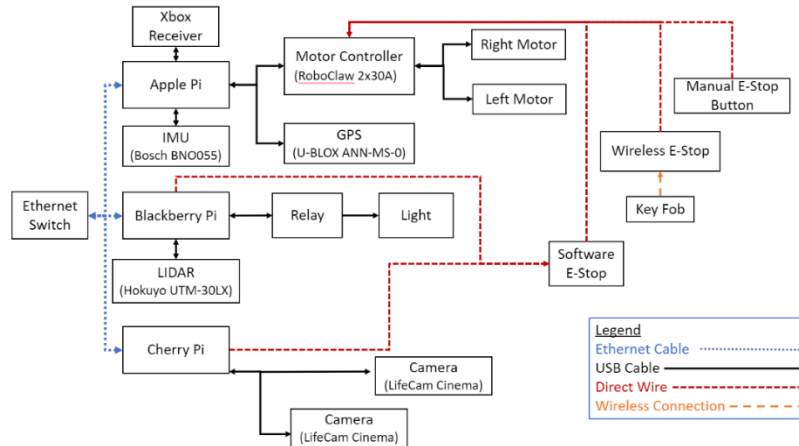 Xbox
Receiver
Apple Pi
IMU
(Bosch BNO055)
Motor Controller
(RoboClaw 2x30A)
GPS
(U-BLOX ANN-MS-0)
Right Motor
Left Motor
Manual E-Stop
Button
Wireless E-Stop
Key Fob
Ethernet
Switch
Blackberry Pi
Relay
Light
LIDAR
(Hokuyo UTM-30LX)
Software
E-Stop
Cherry Pi
Camera
(LifeCam Cinema)
Camera
(LifeCam Cinema)
Legend
Ethernet Cable
USB Cable
Direct Wire
Wireless Connection